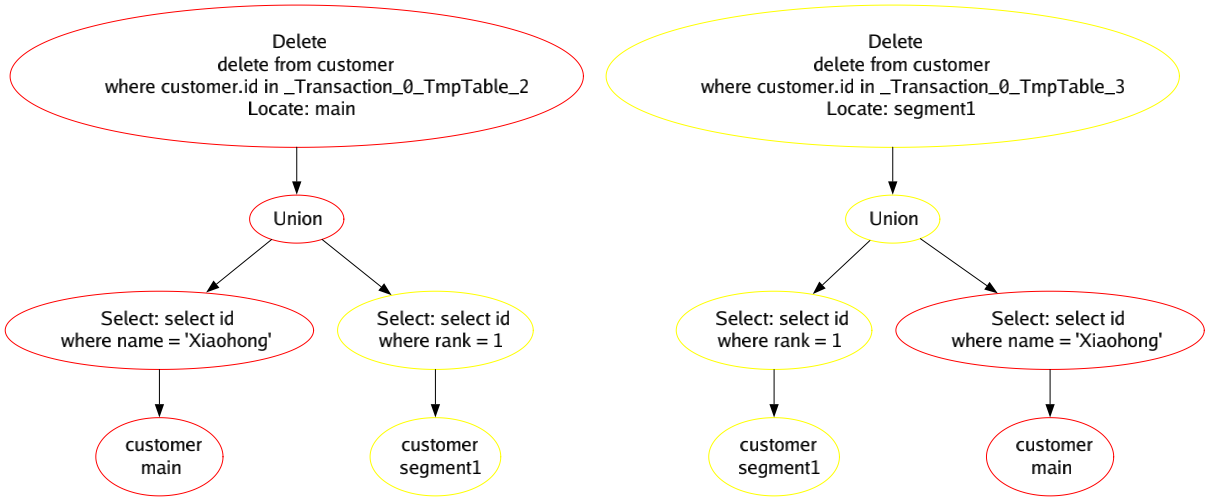 Delete
delete from customer
where customer.id in _Transaction_0_TmpTable_2
Locate: main
Delete
delete from customer
where customer.id in _Transaction_0_TmpTable_3
Locate: segment1
Union
Union
Select: select id
where name = 'Xiaohong'
Select: select id
where rank = 1
Select: select id
where rank = 1
Select: select id
where name = 'Xiaohong'
customer
main
customer
segment1
customer
segment1
customer
main